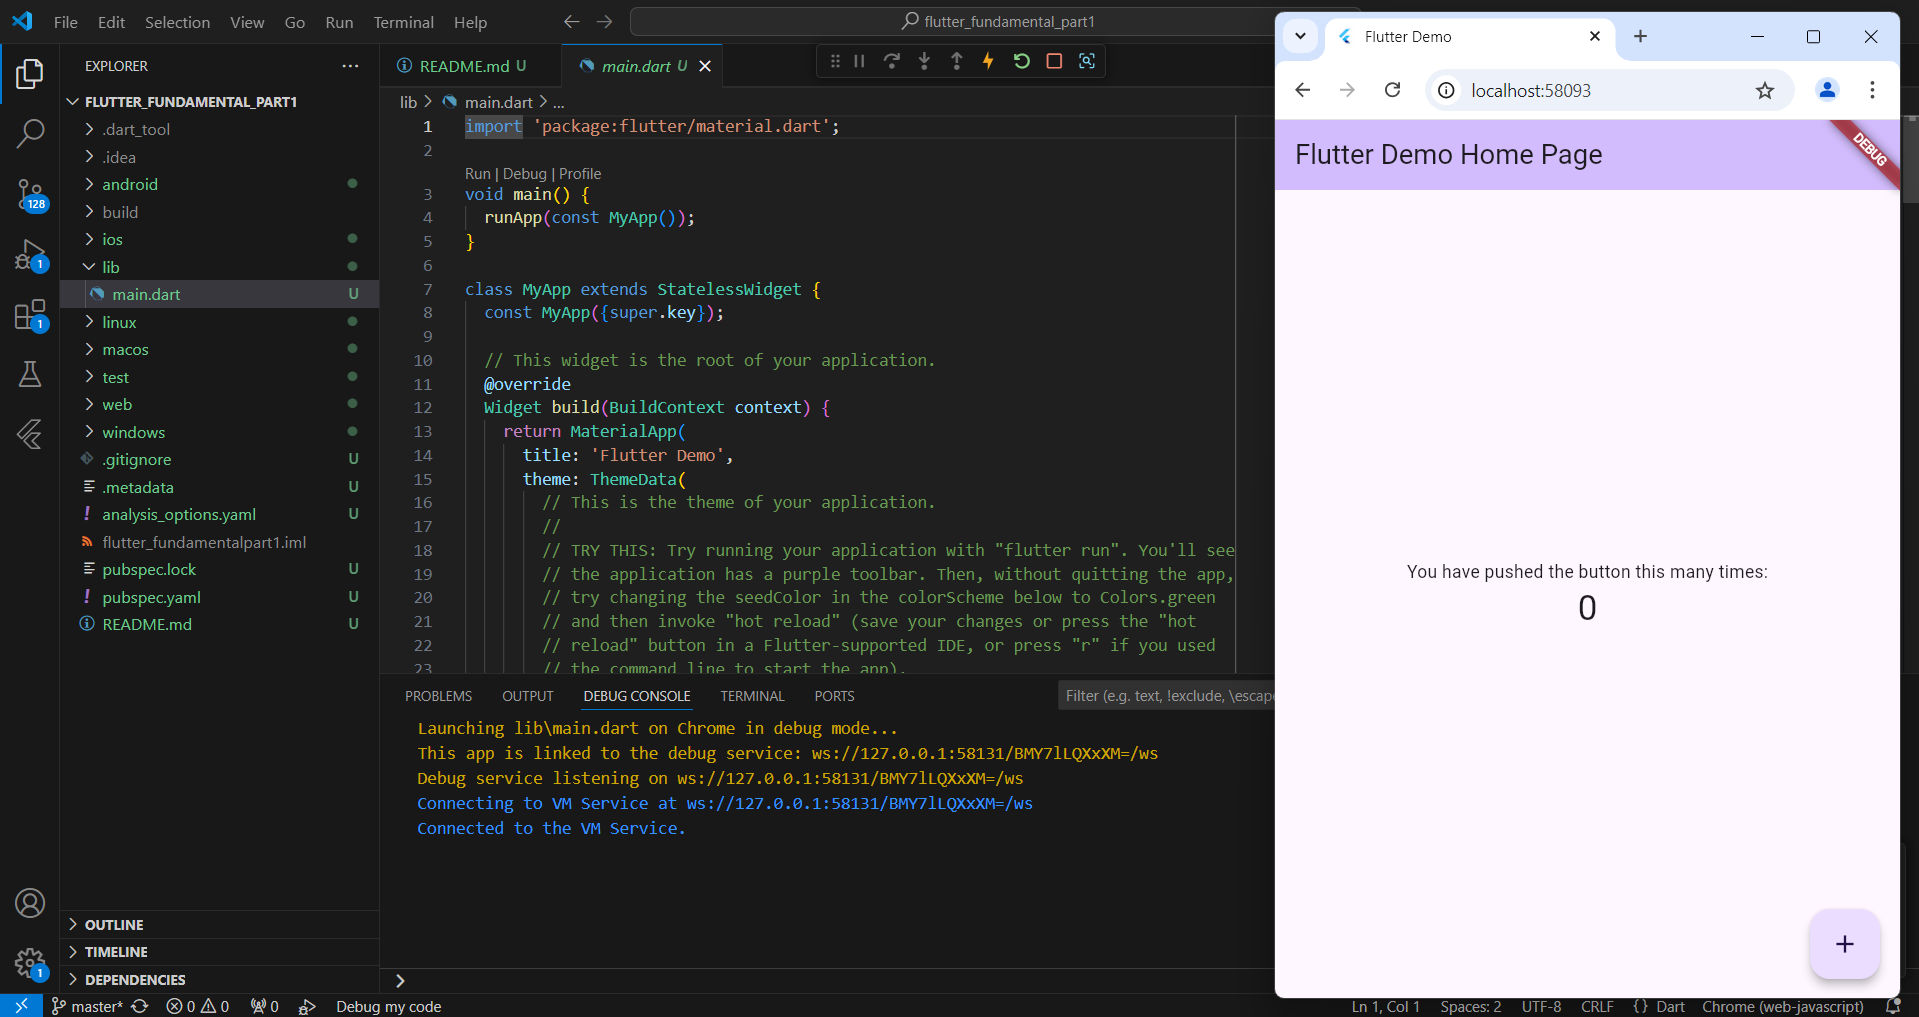 File Edit Selection View Go Run Terminal Help
flutter_fundamental_part1
EXPLORER
FLUTTER_FUNDAMENTAL_PART1
.dart_tool
.idea
android
build
ios
lib
main.dart U
linux
macos
test
web
windows
.gitignore U
.metadata U
analysis_options.yaml U
flutter_fundamentalpart1.iml
pubspec.lock U
pubspec.yaml U
README.md U
OUTLINE
TIMELINE
DEPENDENCIES
128
1
1
1
README.md U
main.dart U
lib > main.dart > ...
1 import 'package:flutter/material.dart';
2
Run | Debug | Profile
3 void main() {
4 runApp(const MyApp());
5 }
6
7 class MyApp extends StatelessWidget {
8 const MyApp({super.key});
9
10 // This widget is the root of your application.
11 @override
12 Widget build(BuildContext context) {
13 return MaterialApp(
14 title: 'Flutter Demo',
15 theme: ThemeData(
16 // This is the theme of your application.
17 //
18 // TRY THIS: Try running your application with "flutter run". You'll see
19 // the application has a purple toolbar. Then, without quitting the app,
20 // try changing the seedColor in the colorScheme below to Colors.green
21 // and then invoke "hot reload" (save your changes or press the "hot
22 // reload" button in a Flutter-supported IDE, or press "r" if you used
23 // the command line to start the app).
PROBLEMS OUTPUT DEBUG CONSOLE TERMINAL PORTS
Filter (e.g. text, !exclude, \escape
Launching lib\main.dart on Chrome in debug mode...
This app is linked to the debug service: ws://127.0.0.1:58131/BMY7lLQXxXM=/ws
Debug service listening on ws://127.0.0.1:58131/BMY7lLQXxXM=/ws
Connecting to VM Service at ws://127.0.0.1:58131/BMY7lLQXxXM=/ws
Connected to the VM Service.
master* 0 0 0 Debug my code
Ln 1, Col 1 Spaces: 2 UTF-8 CRLF {} Dart Chrome (web-javascript)
Flutter Demo
localhost:58093
Flutter Demo Home Page
DEBUG
You have pushed the button this many times:
0
+